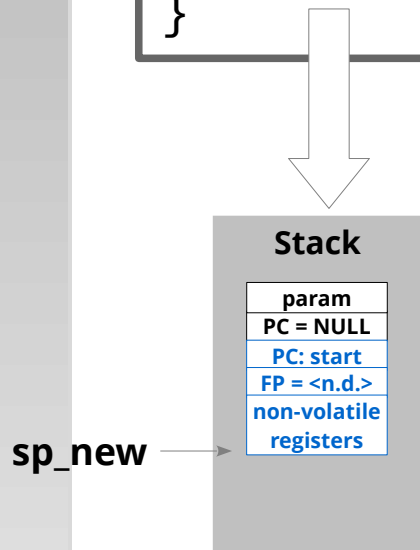 }
Stack
param
PC = NULL
PC: start
FP = <n.d.>
non-volatile
registers
sp_new